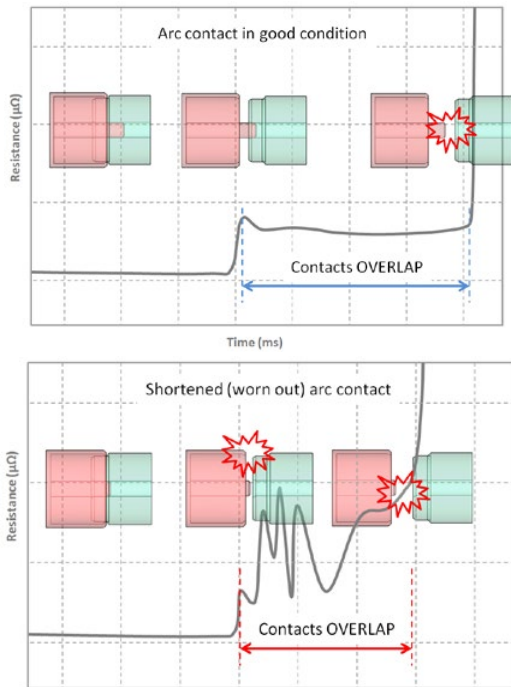 Arc contact in good condition
Resistance (μΩ)
Contacts OVERLAP
Time (ms)
Shortened (worn out) arc contact
Resistance (μΩ)
Contacts OVERLAP